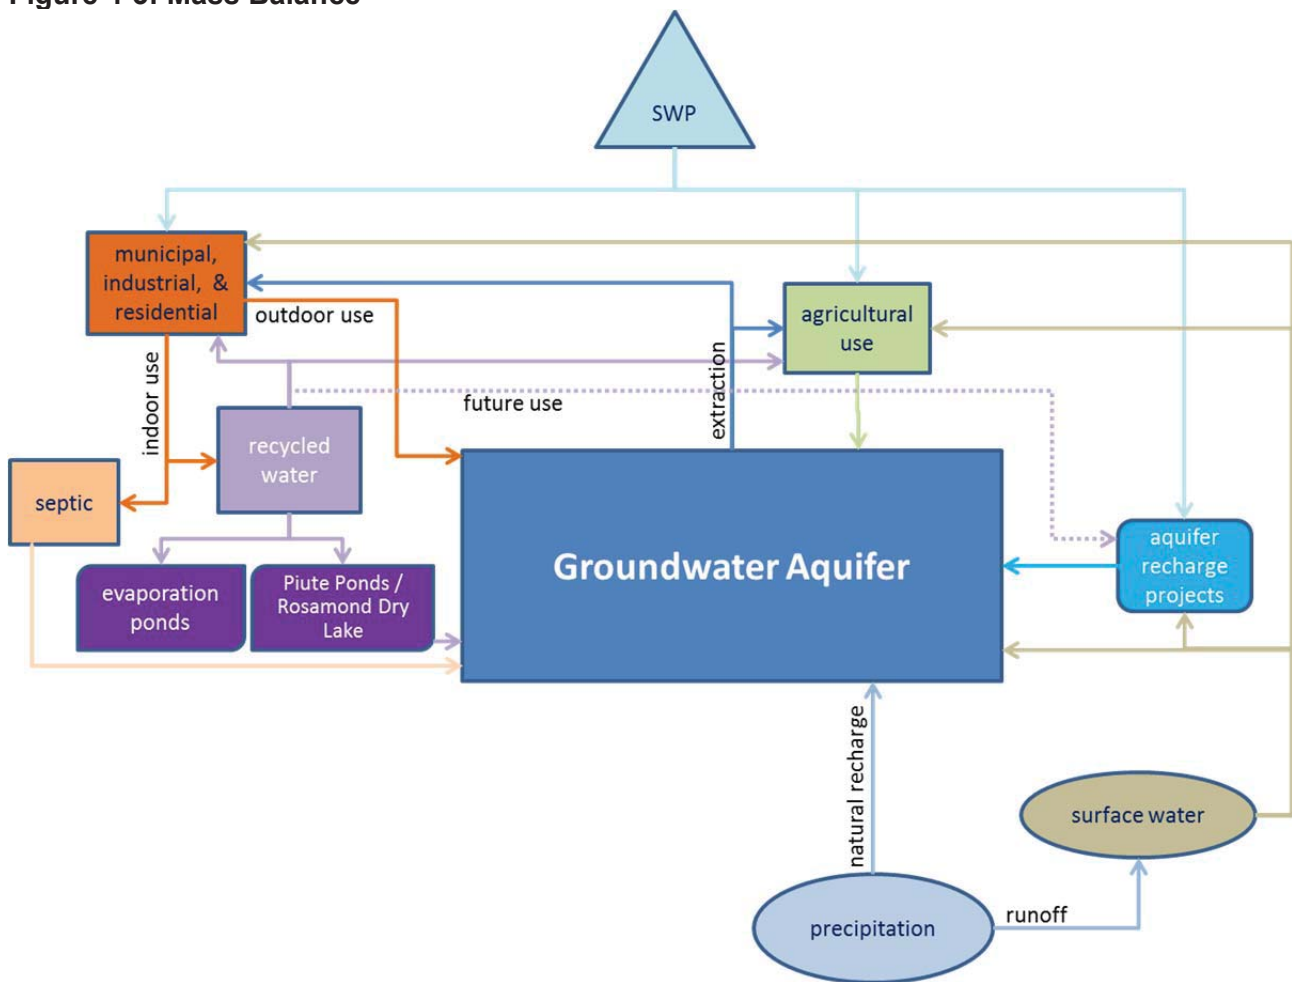 SWP
municipal,
industrial, &
residential
outdoor use
agricultural
use
indoor use
extraction
future use
recycled
water
septic
Groundwater Aquifer
aquifer
recharge
projects
evaporation
ponds
Piute Ponds /
Rosamond Dry
Lake
natural recharge
surface water
precipitation
runoff